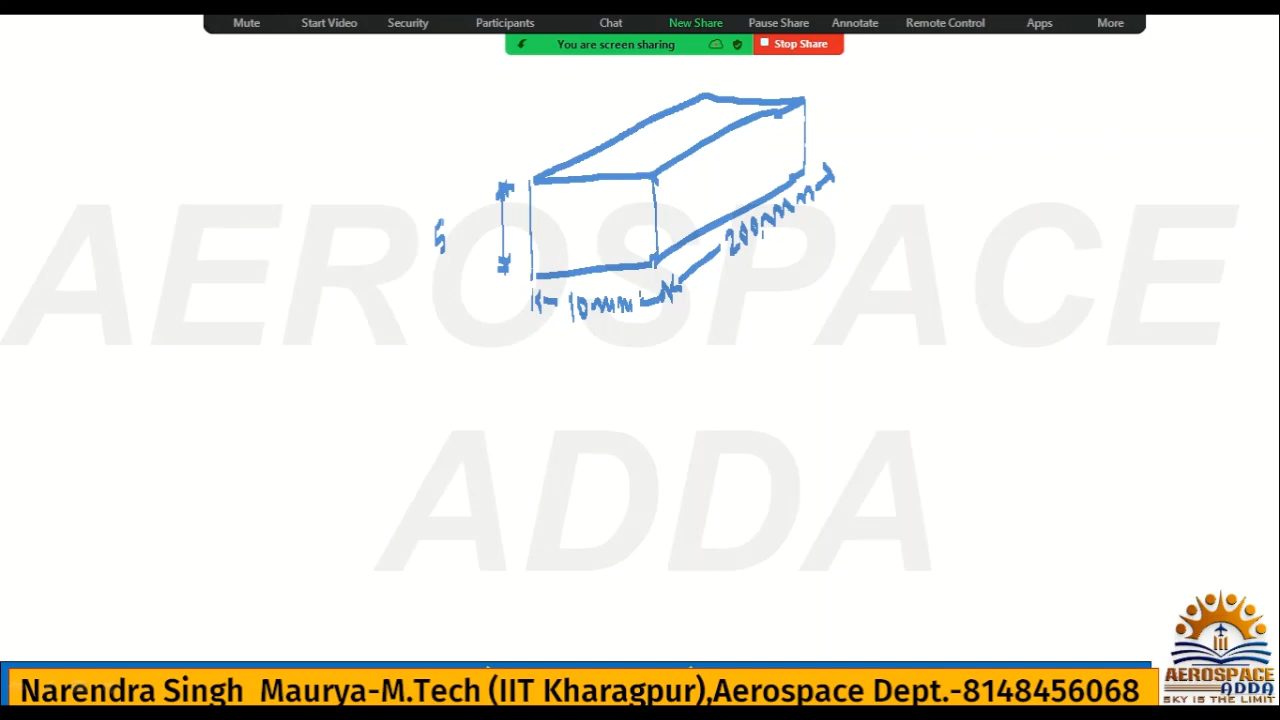 Mute Start Video Security Participants Chat New Share Pause Share Annotate Remote Control Apps More
You are screen sharing Stop Share
5
200mm
10mm
AEROSPACE
ADDA
Narendra Singh Maurya-M.Tech (IIT Kharagpur),Aerospace Dept.-8148456068
AEROSPACE
ADDA
SKY IS THE LIMIT